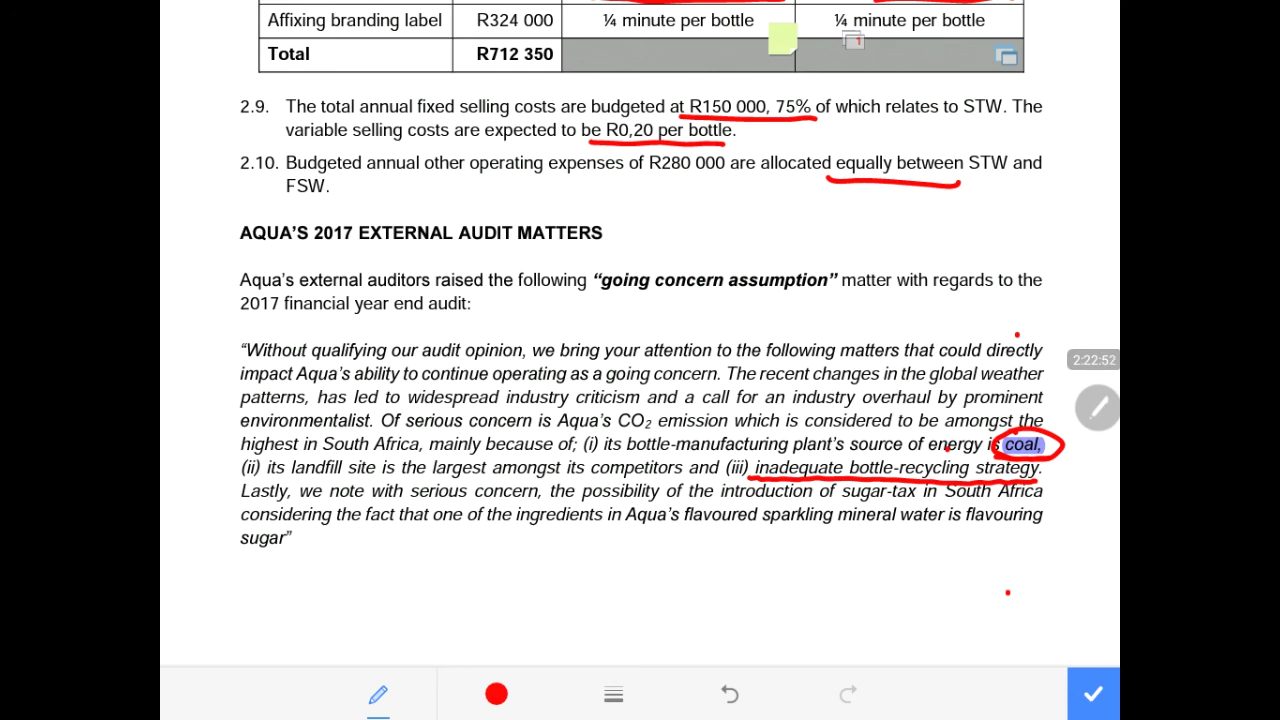 Affixing branding label R324 000 ¼ minute per bottle ¼ minute per bottle
1
Total R712 350
2.9. The total annual fixed selling costs are budgeted at R150 000, 75% of which relates to STW. The
variable selling costs are expected to be R0,20 per bottle.
2.10. Budgeted annual other operating expenses of R280 000 are allocated equally between STW and
FSW.
AQUA'S 2017 EXTERNAL AUDIT MATTERS
Aqua's external auditors raised the following “going concern assumption” matter with regards to the
2017 financial year end audit:
“Without qualifying our audit opinion, we bring your attention to the following matters that could directly
impact Aqua's ability to continue operating as a going concern. The recent changes in the global weather
2:22:52
patterns, has led to widespread industry criticism and a call for an industry overhaul by prominent
environmentalist. Of serious concern is Aqua's CO₂ emission which is considered to be amongst the
highest in South Africa, mainly because of; (i) its bottle-manufacturing plant's source of energy is coal,
(ii) its landfill site is the largest amongst its competitors and (iii) inadequate bottle-recycling strategy.
Lastly, we note with serious concern, the possibility of the introduction of sugar-tax in South Africa
considering the fact that one of the ingredients in Aqua's flavoured sparkling mineral water is flavouring
sugar”